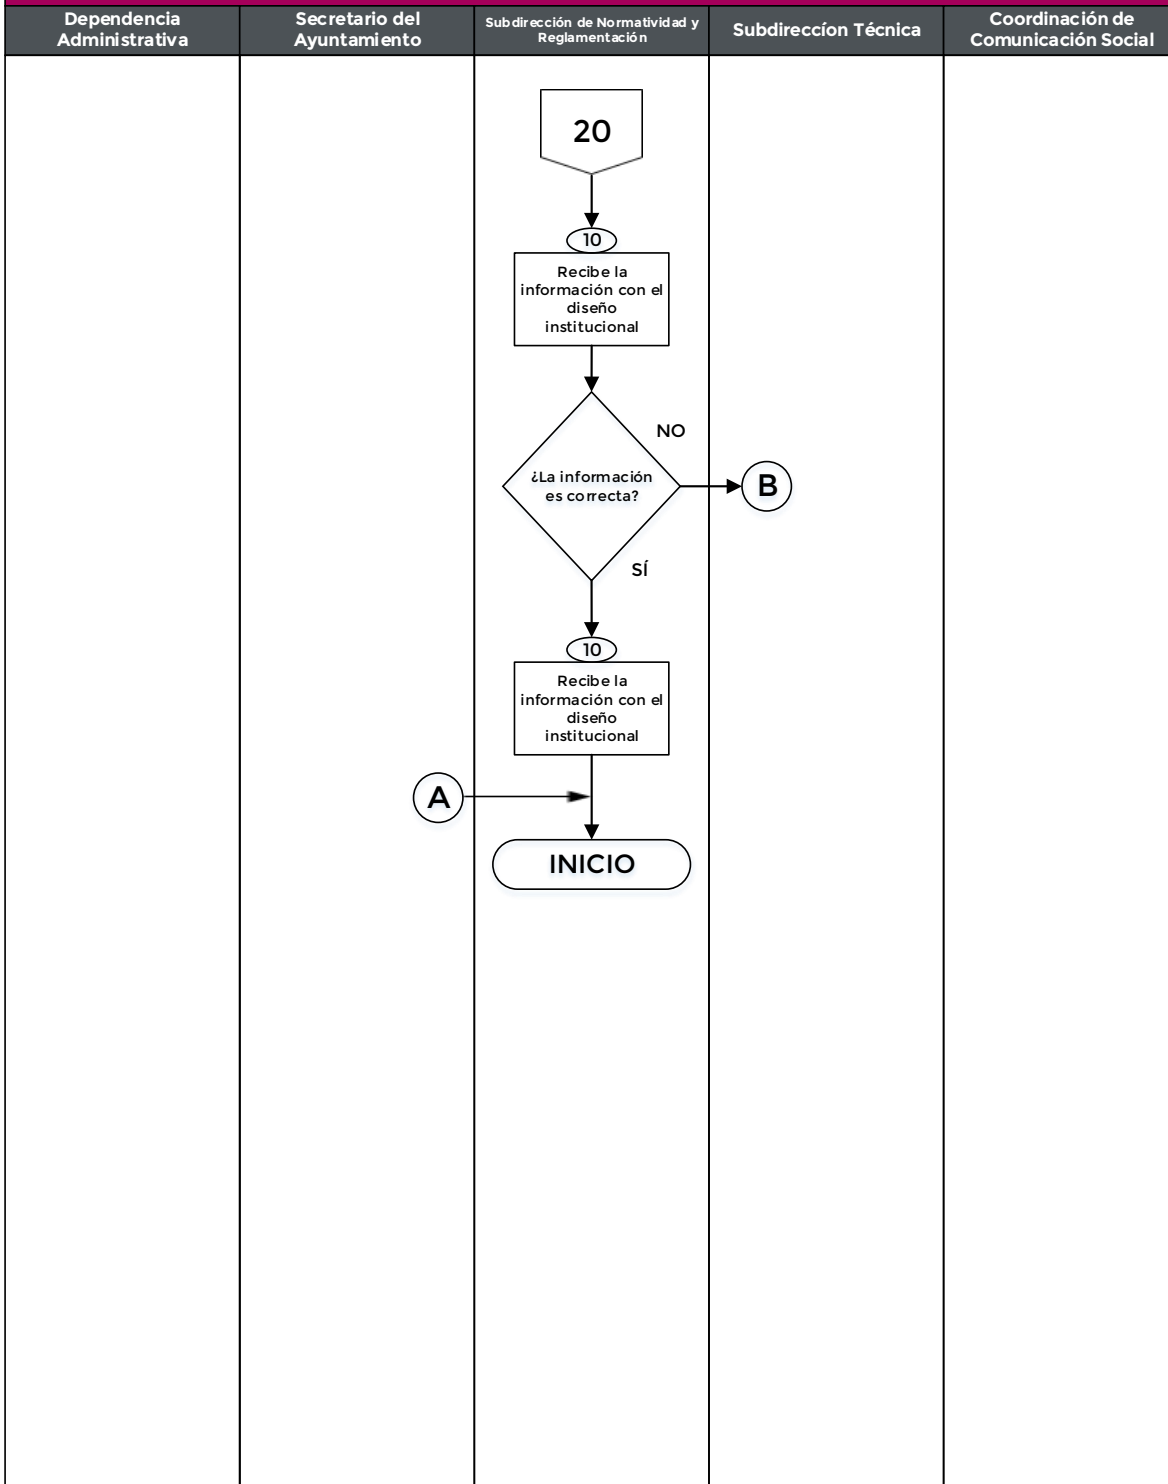 Dependencia
Administrativa
Secretario del
Ayuntamiento
Subdirección de Normatividad y
Reglamentación
Subdireccíon Técnica
Coordinación de
Comunicación Social
20
10
Recibe la
información con el
diseño
institucional
NO
¿La información
es correcta?
B
SÍ
10
Recibe la
información con el
diseño
institucional
A
INICIO